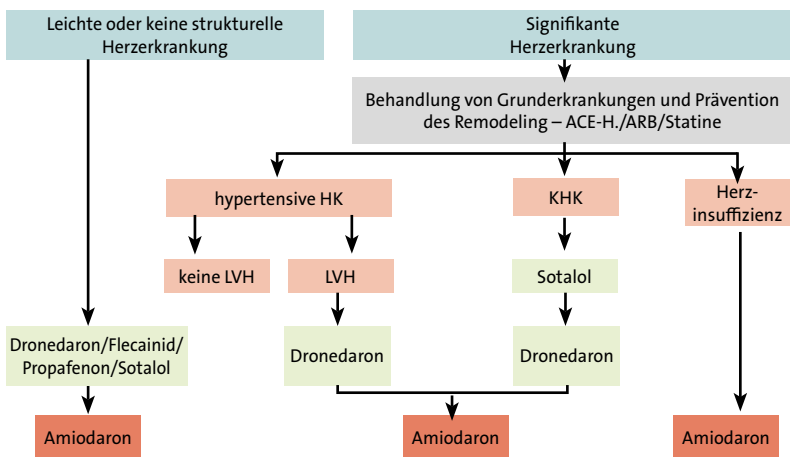 Leichte oder keine strukturelle
Herzerkrankung
Signifikante
Herzerkrankung
Behandlung von Grunderkrankungen und Prävention
des Remodeling – ACE-H./ARB/Statine
hypertensive HK
KHK
Herz-
insuffizienz
keine LVH
LVH
Sotalol
Dronedaron/Flecainid/
Propafenon/Sotalol
Dronedaron
Dronedaron
Amiodaron
Amiodaron
Amiodaron